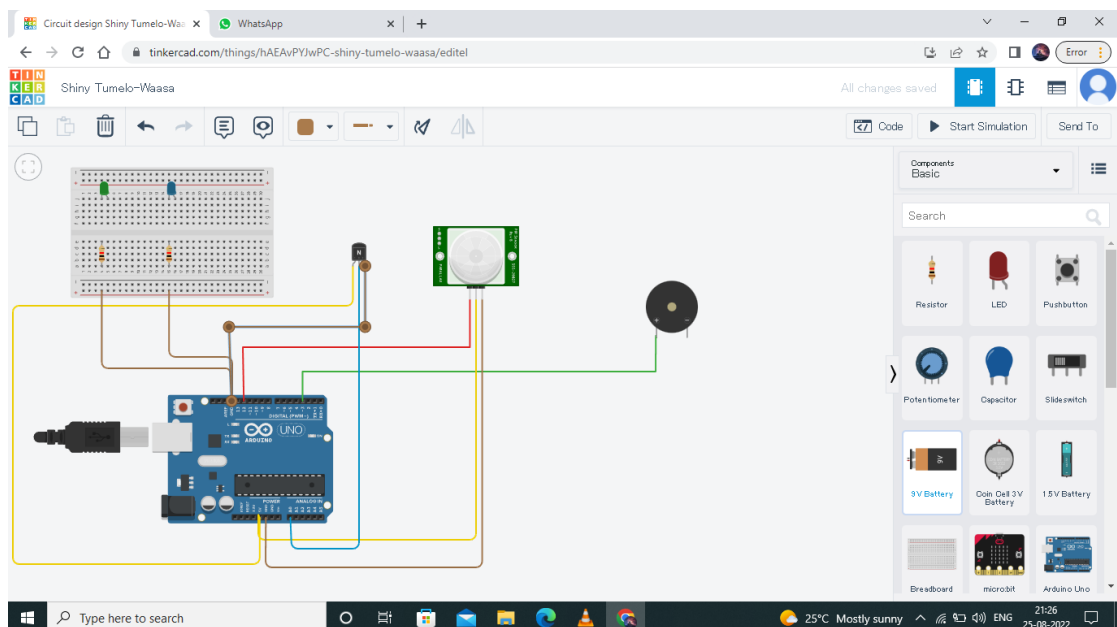 Circuit design Shiny Tumelo-Waa
WhatsApp
tinkercad.com/things/hAEAvPYJwPC-shiny-tumelo-waasa/editel
Error
TIN
KER
CAD
Shiny Tumelo-Waasa
All changes saved
Code
Start Simulation
Send To
Components
Basic
Search
Resistor
LED
Pushbutton
Potentiometer
Capacitor
Slideswitch
9V
9V Battery
Coin Cell 3V
Battery
1.5V Battery
Breadboard
micro:bit
Arduino Uno
N
DIGITAL (PWM~)
UNO
ARDUINO
POWER
ANALOG IN
Type here to search
25°C Mostly sunny
ENG
21:26
25-08-2022